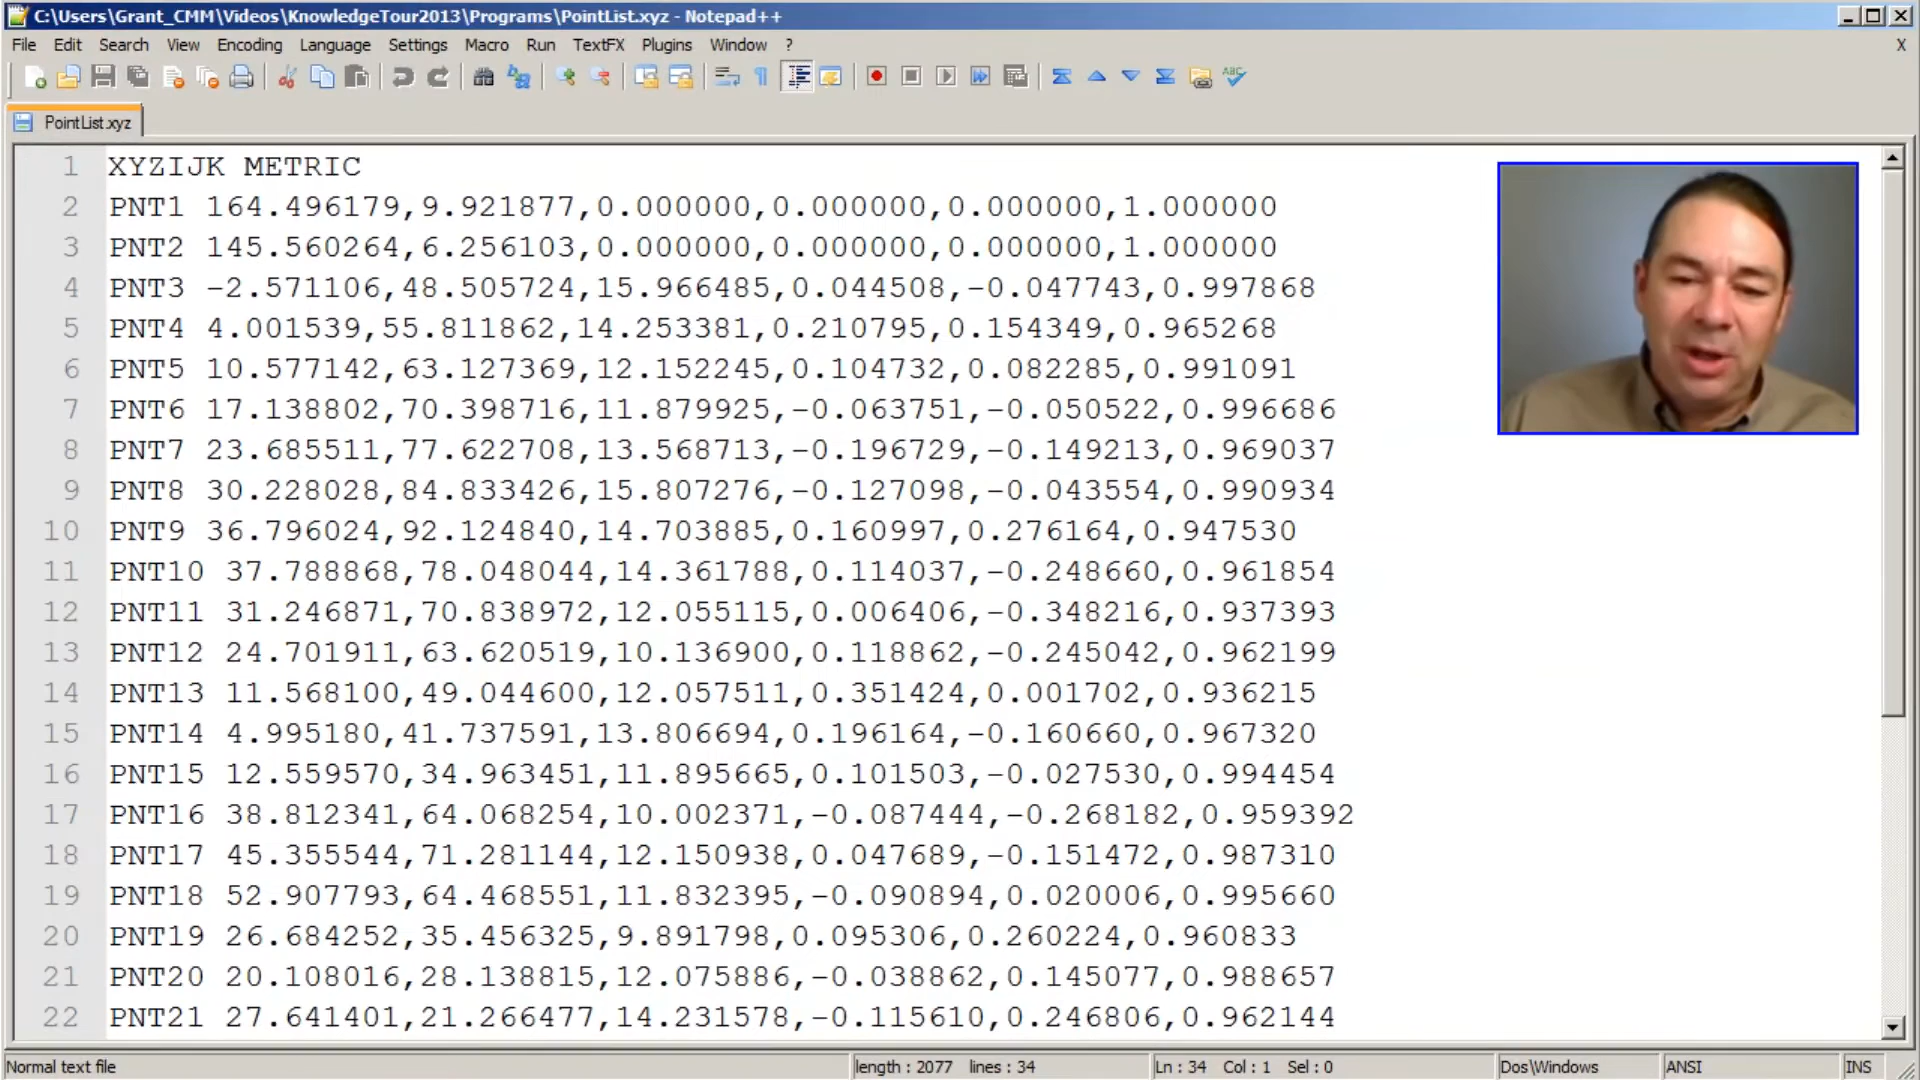 C:\Users\Grant_CMM\Videos\KnowledgeTour2013\Programs\PointList.xyz - Notepad++
File Edit Search View Encoding Language Settings Macro Run TextFX Plugins Window ? X
PointList.xyz
1 XYZIJK METRIC
2 PNT1 164.496179,9.921877,0.000000,0.000000,0.000000,1.000000
3 PNT2 145.560264,6.256103,0.000000,0.000000,0.000000,1.000000
4 PNT3 -2.571106,48.505724,15.966485,0.044508,-0.047743,0.997868
5 PNT4 4.001539,55.811862,14.253381,0.210795,0.154349,0.965268
6 PNT5 10.577142,63.127369,12.152245,0.104732,0.082285,0.991091
7 PNT6 17.138802,70.398716,11.879925,-0.063751,-0.050522,0.996686
8 PNT7 23.685511,77.622708,13.568713,-0.196729,-0.149213,0.969037
9 PNT8 30.228028,84.833426,15.807276,-0.127098,-0.043554,0.990934
10 PNT9 36.796024,92.124840,14.703885,0.160997,0.276164,0.947530
11 PNT10 37.788868,78.048044,14.361788,0.114037,-0.248660,0.961854
12 PNT11 31.246871,70.838972,12.055115,0.006406,-0.348216,0.937393
13 PNT12 24.701911,63.620519,10.136900,0.118862,-0.245042,0.962199
14 PNT13 11.568100,49.044600,12.057511,0.351424,0.001702,0.936215
15 PNT14 4.995180,41.737591,13.806694,0.196164,-0.160660,0.967320
16 PNT15 12.559570,34.963451,11.895665,0.101503,-0.027530,0.994454
17 PNT16 38.812341,64.068254,10.002371,-0.087444,-0.268182,0.959392
18 PNT17 45.355544,71.281144,12.150938,0.047689,-0.151472,0.987310
19 PNT18 52.907793,64.468551,11.832395,-0.090894,0.020006,0.995660
20 PNT19 26.684252,35.456325,9.891798,0.095306,0.260224,0.960833
21 PNT20 20.108016,28.138815,12.075886,-0.038862,0.145077,0.988657
22 PNT21 27.641401,21.266477,14.231578,-0.115610,0.246806,0.962144
Normal text file length : 2077 lines : 34 Ln : 34 Col : 1 Sel : 0 Dos\Windows ANSI INS